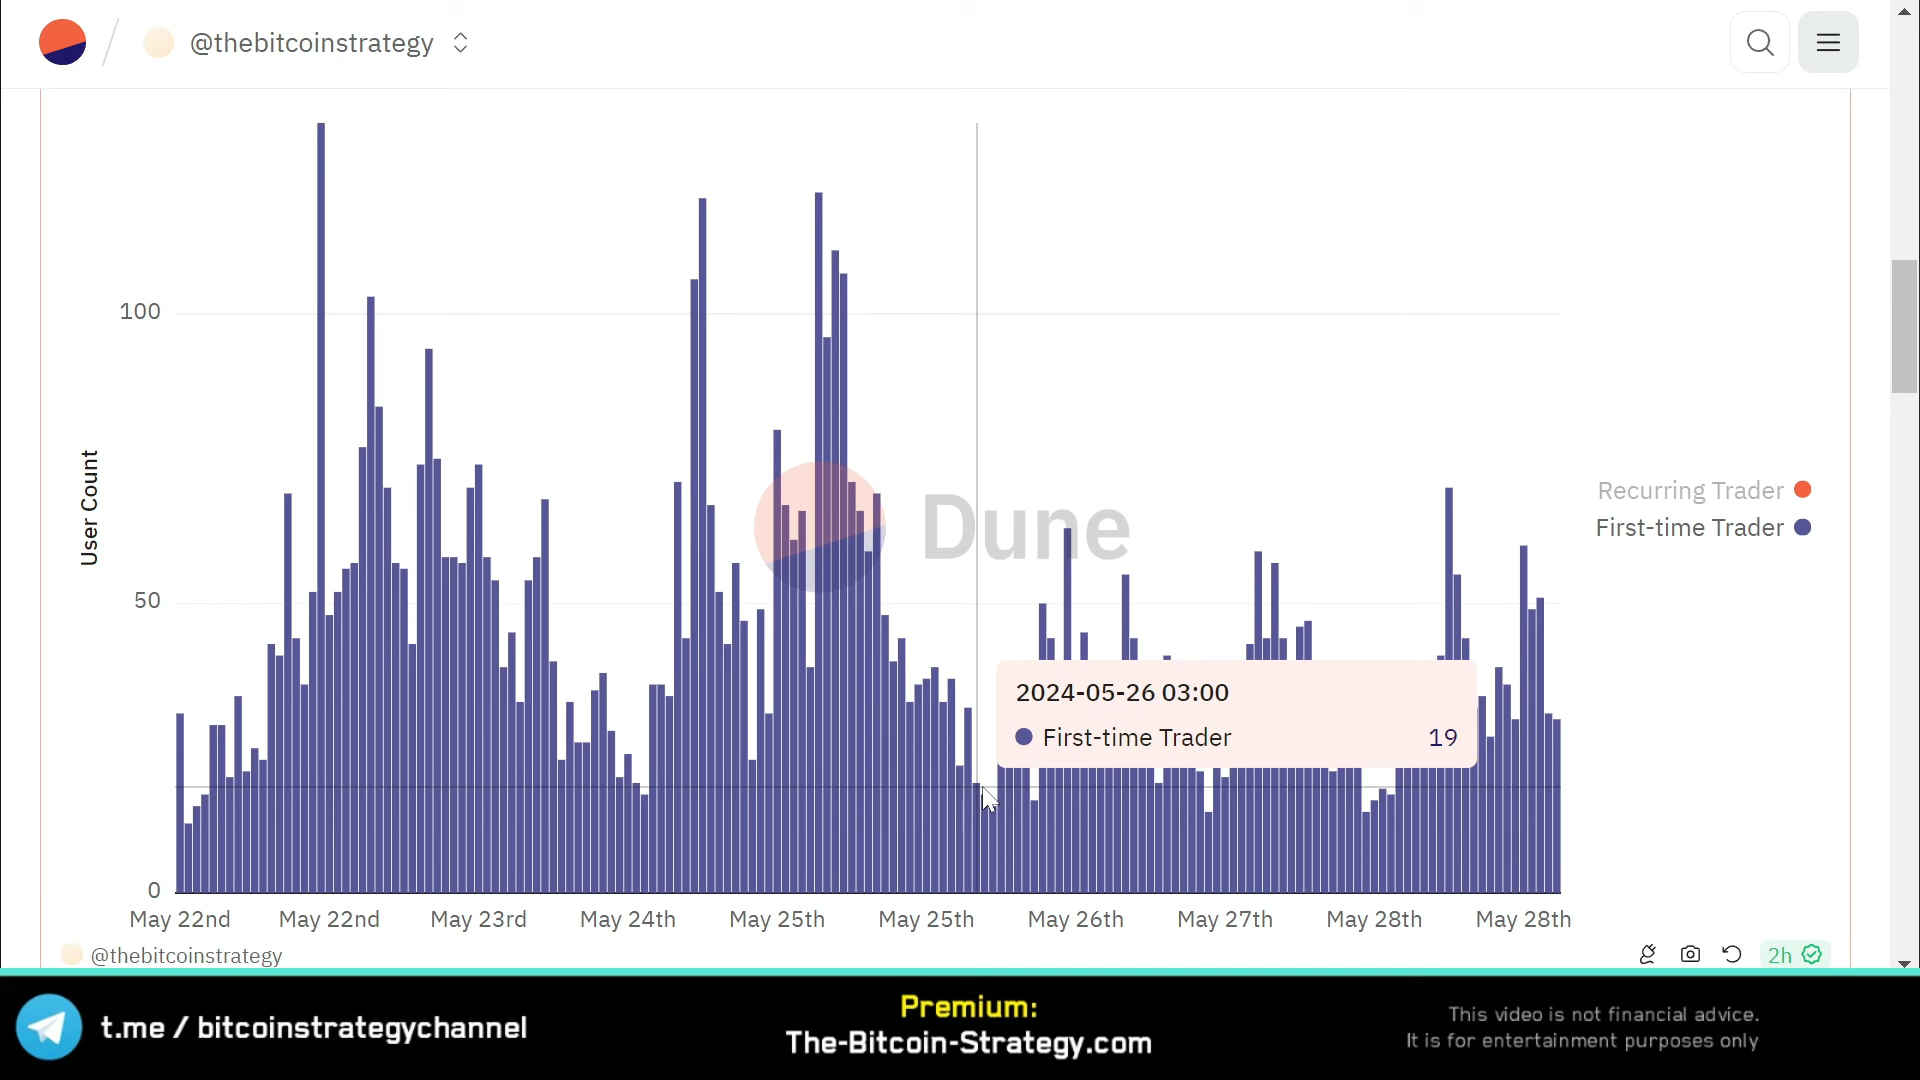 @thebitcoinstrategy
100
50
0
User Count
Dune
Recurring Trader
First-time Trader
2024-05-26 03:00
First-time Trader 19
May 22nd May 22nd May 23rd May 24th May 25th May 25th May 26th May 27th May 28th May 28th
@thebitcoinstrategy
2h
t.me / bitcoinstrategychannel
Premium:
The-Bitcoin-Strategy.com
This video is not financial advice.
It is for entertainment purposes only